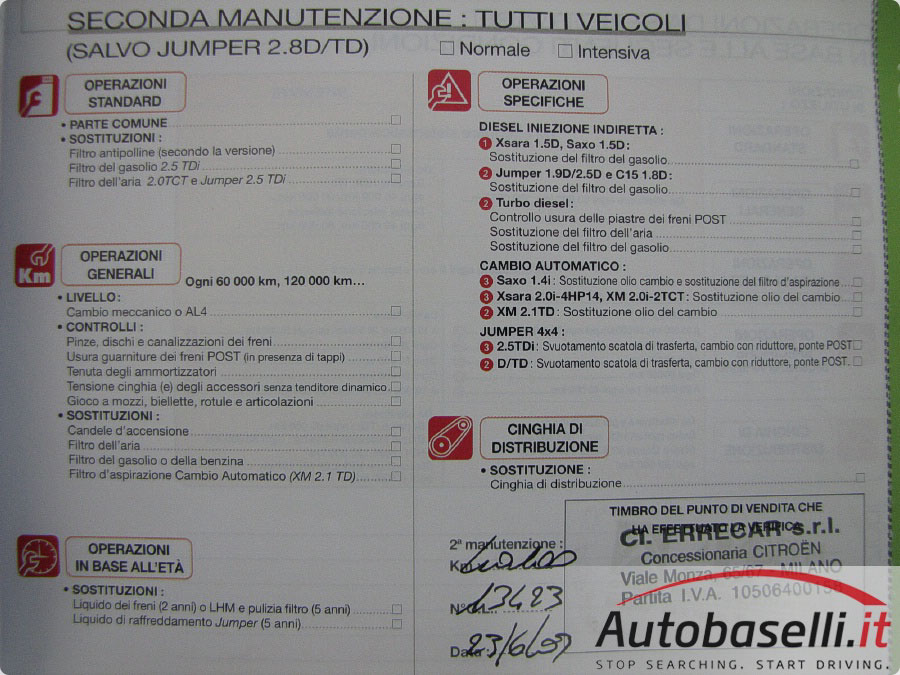 SECONDA MANUTENZIONE : TUTTI I VEICOLI
(SALVO JUMPER 2.8D/TD) Normale Intensiva
OPERAZIONI
STANDARD
• PARTE COMUNE
• SOSTITUZIONI :
Filtro antipolline (secondo la versione)
Filtro del gasolio 2.5 TDi
Filtro dell'aria 2.0TCT e Jumper 2.5 TDi
Km
OPERAZIONI
GENERALI
Ogni 60 000 km, 120 000 km...
• LIVELLO :
Cambio meccanico o AL4
• CONTROLLI :
Pinze, dischi e canalizzazioni dei freni
Usura guarniture dei freni POST (in presenza di tappi)
Tenuta degli ammortizzatori
Tensione cinghia (e) degli accessori senza tenditore dinamico
Gioco a mozzi, biellette, rotule e articolazioni
• SOSTITUZIONI :
Candele d'accensione
Filtro dell'aria
Filtro del gasolio o della benzina
Filtro d'aspirazione Cambio Automatico (XM 2.1 TD)
OPERAZIONI
IN BASE ALL'ETÀ
• SOSTITUZIONI :
Liquido dei freni (2 anni) o LHM e pulizia filtro (5 anni)
Liquido di raffreddamento Jumper (5 anni)
OPERAZIONI
SPECIFICHE
DIESEL INIEZIONE INDIRETTA :
1 Xsara 1.5D, Saxo 1.5D :
Sostituzione del filtro del gasolio
2 Jumper 1.9D/2.5D e C15 1.8D :
Sostituzione del filtro del gasolio
2 Turbo diesel :
Controllo usura delle piastre dei freni POST
Sostituzione del filtro dell'aria
Sostituzione del filtro del gasolio
CAMBIO AUTOMATICO :
3 Saxo 1.4i : Sostituzione olio cambio e sostituzione del filtro d'aspirazione
3 Xsara 2.0i-4HP14, XM 2.0i-2TCT : Sostituzione olio del cambio
2 XM 2.1TD : Sostituzione olio del cambio
JUMPER 4x4 :
3 2.5TDi : Svuotamento scatola di trasferta, cambio con riduttore, ponte POST
2 D/TD : Svuotamento scatola di trasferta, cambio con riduttore, ponte POST
CINGHIA DI
DISTRIBUZIONE
• SOSTITUZIONE :
Cinghia di distribuzione
TIMBRO DEL PUNTO DI VENDITA CHE
HA EFFETTUATO LA VERIFICA
CI. ERRECAR s.r.l.
Concessionaria CITROËN
Viale Monza, 65/67 - MILANO
Partita I.V.A.
2ª manutenzione :
Km
13423
Data : 23/6/09
Autobaselli.it
STOP SEARCHING. START DRIVING.